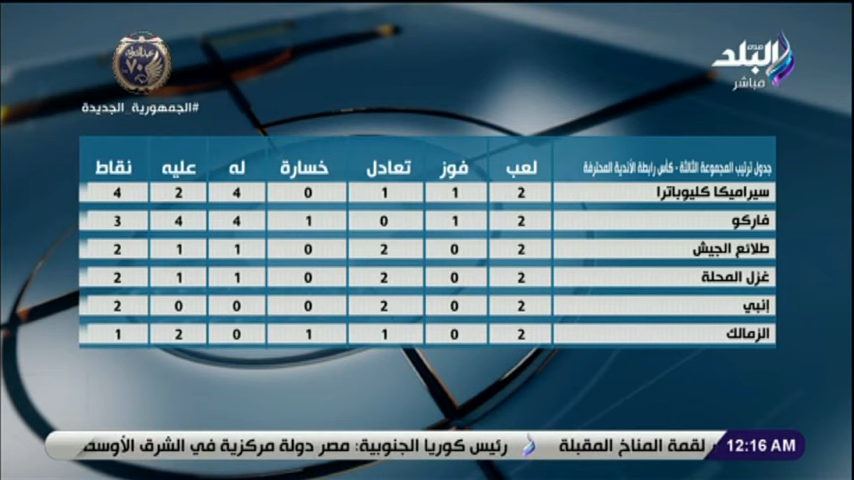 صدى
البلد
مباشر
٧٠
#الجمهورية_الجديدة
جدول ترتيب المجموعة الثالثة - كأس رابطة الأندية المحترفة لعب فوز تعادل خسارة له عليه نقاط
سيراميكا كليوباترا 2 1 1 0 4 2 4
فاركو 2 1 0 1 4 4 3
طلائع الجيش 2 0 2 0 1 1 2
غزل المحلة 2 0 2 0 1 1 2
إنبي 2 0 2 0 0 0 2
الزمالك 2 0 1 1 0 2 1
12:16 AM لقمة المناخ المقبلة رئيس كوريا الجنوبية: مصر دولة مركزية في الشرق الأوسط